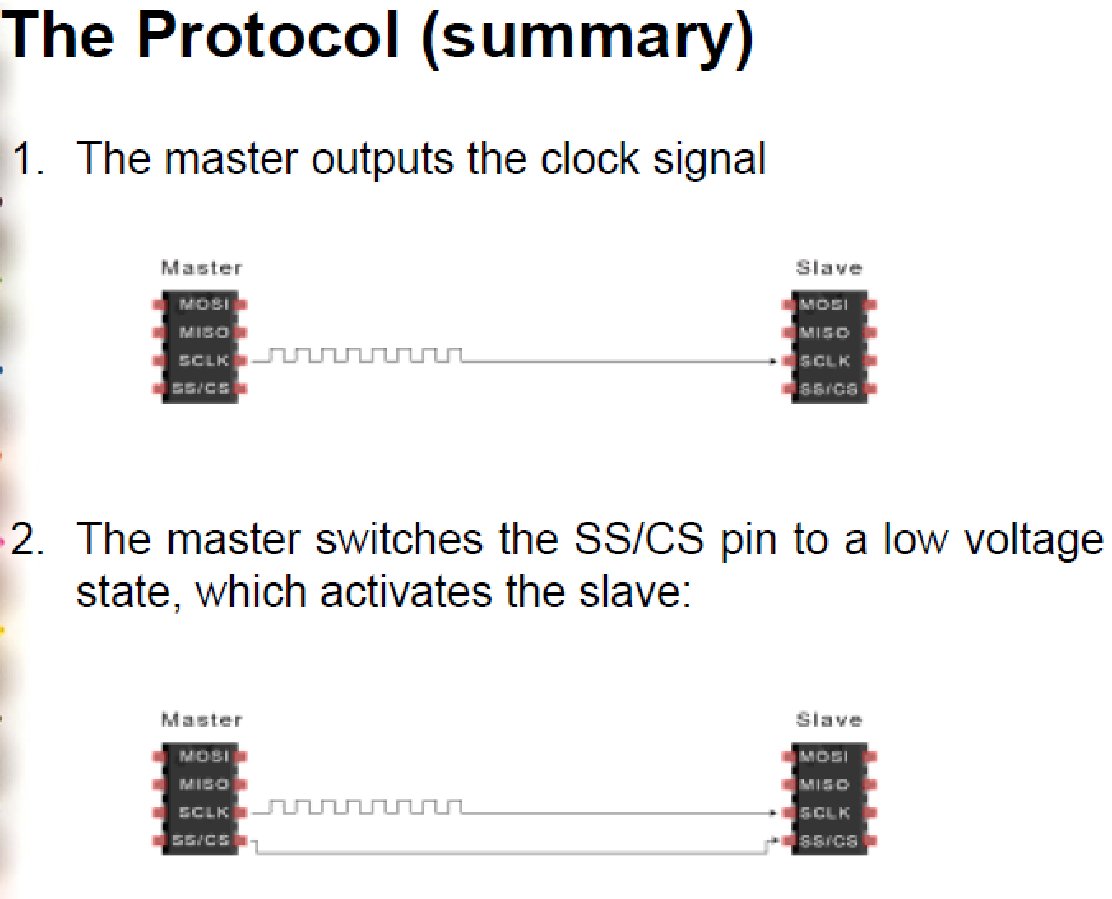 The Protocol (summary)
1. The master outputs the clock signal
Master Slave
MOSI MOSI
MISO MISO
SCLK SCLK
SS/CS SS/CS
2. The master switches the SS/CS pin to a low voltage
state, which activates the slave:
Master Slave
MOSI MOSI
MISO MISO
SCLK SCLK
SS/CS SS/CS